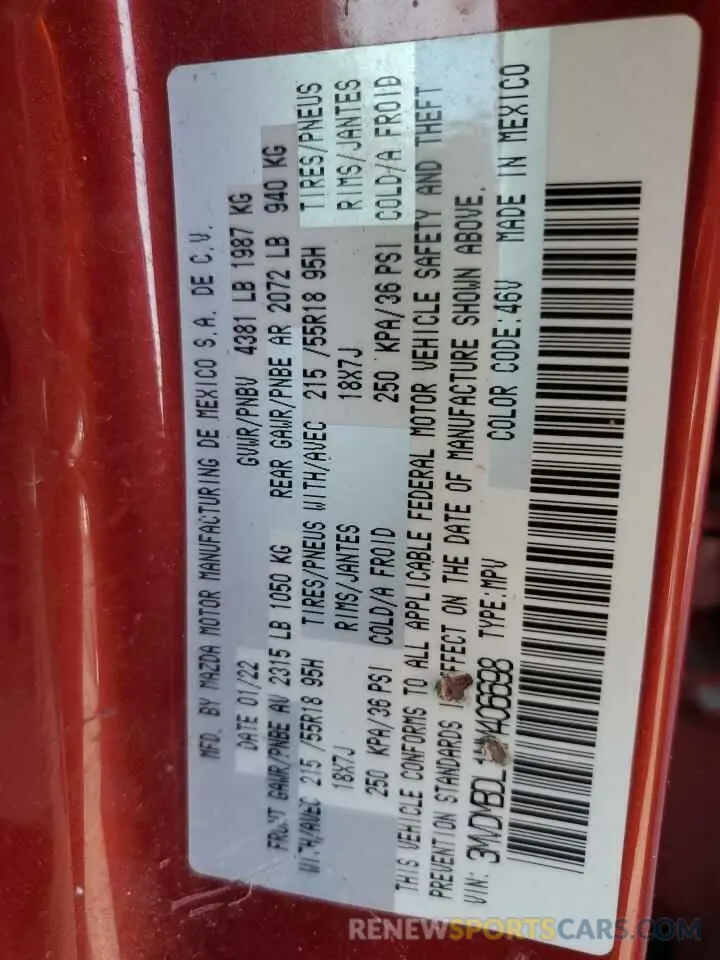 MFD. BY MAZDA MOTOR MANUFACTURING DE MEXICO S.A. DE C.V.
DATE 01/22 GVWR/PNBV 4381 LB 1987 KG
FRONT GAWR/PNBE AV 2315 LB 1050 KG REAR GAWR/PNBE AR 2072 LB 940 KG
WITH/AVEC 215 /55R18 95H TIRES/PNEUS WITH/AVEC 215 /55R18 95H TIRES/PNEUS
18X7J RIMS/JANTES 18X7J RIMS/JANTES
250 KPA/36 PSI COLD/A FROID 250 KPA/36 PSI COLD/A FROID
THIS VEHICLE CONFORMS TO ALL APPLICABLE FEDERAL MOTOR VEHICLE SAFETY AND THEFT
PREVENTION STANDARDS IN EFFECT ON THE DATE OF MANUFACTURE SHOWN ABOVE.
VIN: TYPE:MPV COLOR CODE:46V MADE IN MEXICO
RENEWSPORTSCARS.COM